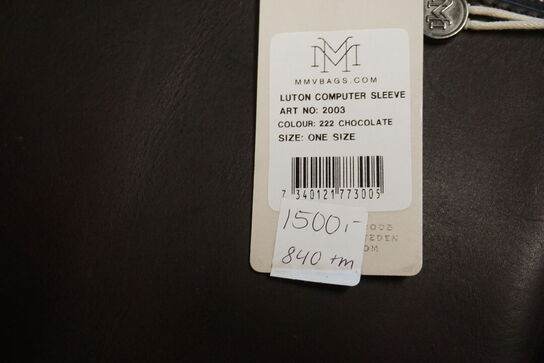 M
MMVBAGS.COM
LUTON COMPUTER SLEEVE
ART NO: 2003
COLOUR: 222 CHOCOLATE
SIZE: ONE SIZE
7 340121 773005
1500,-
840 +m